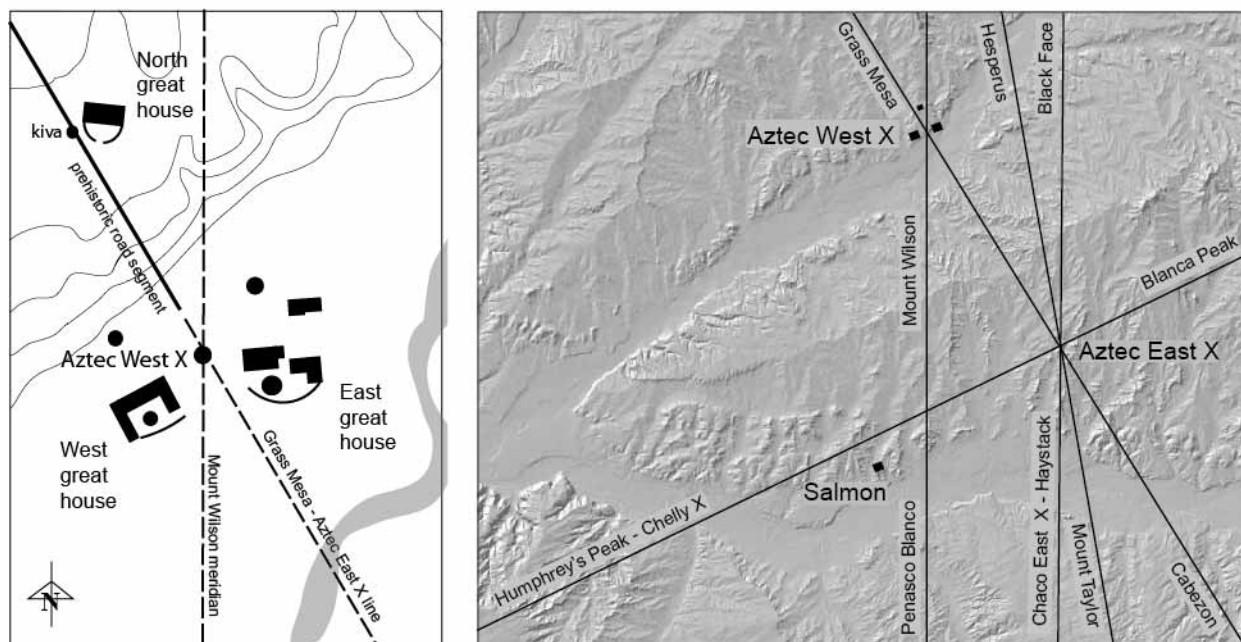 North
great
house
kiva
prehistoric road segment
Aztec West X
West
great
house
East
great
house
Mount Wilson meridian
Grass Mesa - Aztec East X line
N
Grass Mesa
Hesperus
Black Face
Aztec West X
Mount Wilson
Blanca Peak
Aztec East X
Salmon
Humphrey's Peak - Chelly X
Penasco Blanco
Chaco East X - Haystack
Mount Taylor
Cabezon